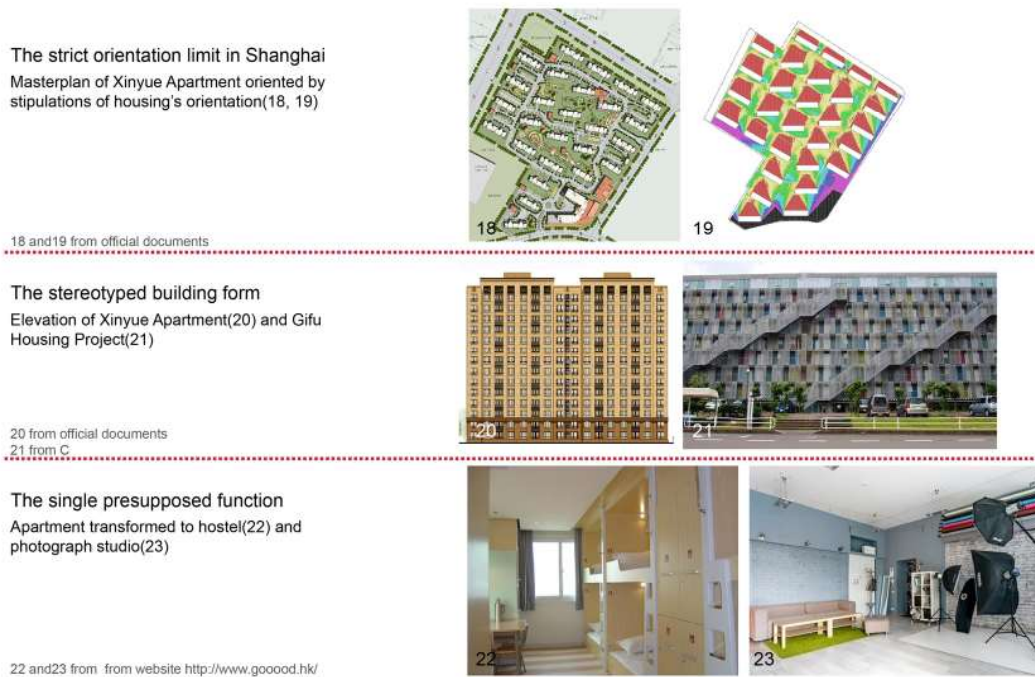 The strict orientation limit in Shanghai
Masterplan of Xinyue Apartment oriented by
stipulations of housing's orientation(18, 19)
18
19
18 and19 from official documents
The stereotyped building form
Elevation of Xinyue Apartment(20) and Gifu
Housing Project(21)
20
21
20 from official documents
21 from C
The single presupposed function
Apartment transformed to hostel(22) and
photograph studio(23)
22
23
22 and23 from  from website http://www.gooood.hk/